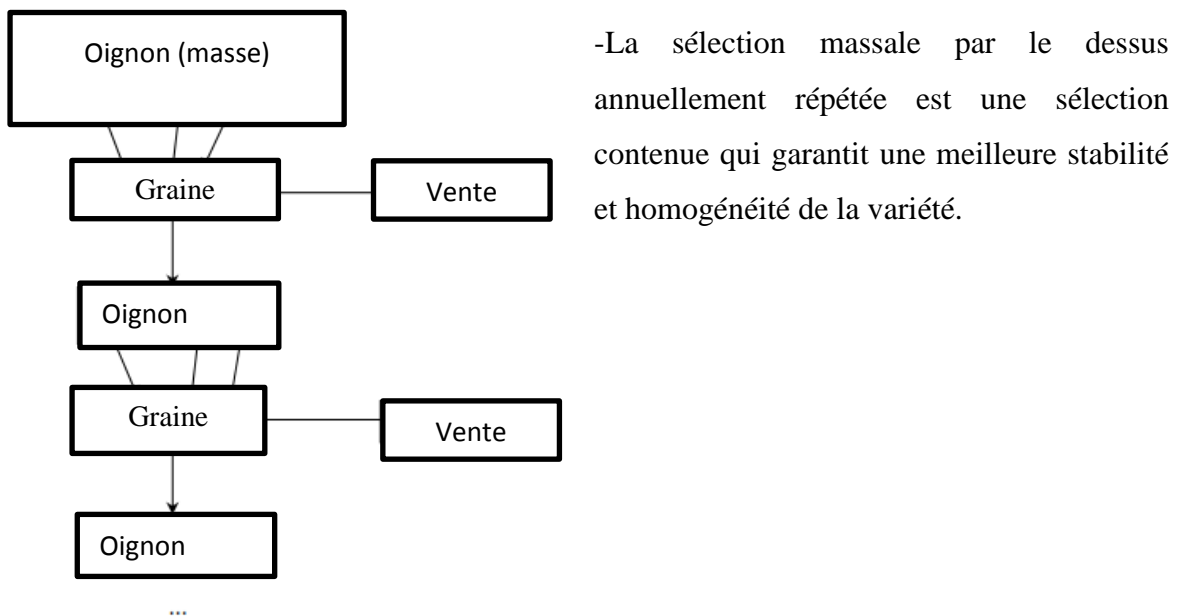 Oignon (masse)
Graine
Vente
Oignon
Graine
Vente
Oignon
...
-La sélection massale par le dessus
annuellement répétée est une sélection
contenue qui garantit une meilleure stabilité
et homogénéité de la variété.